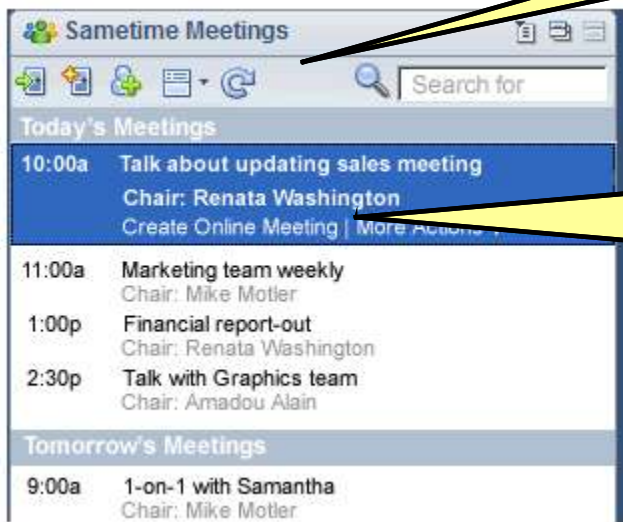 Sametime Meetings
Search for
Today's Meetings
10:00a Talk about updating sales meeting
Chair: Renata Washington
Create Online Meeting | More Actions
11:00a Marketing team weekly
Chair: Mike Motler
1:00p Financial report-out
Chair: Renata Washington
2:30p Talk with Graphics team
Chair: Amadou Alain
Tomorrow's Meetings
9:00a 1-on-1 with Samantha
Chair: Mike Motler